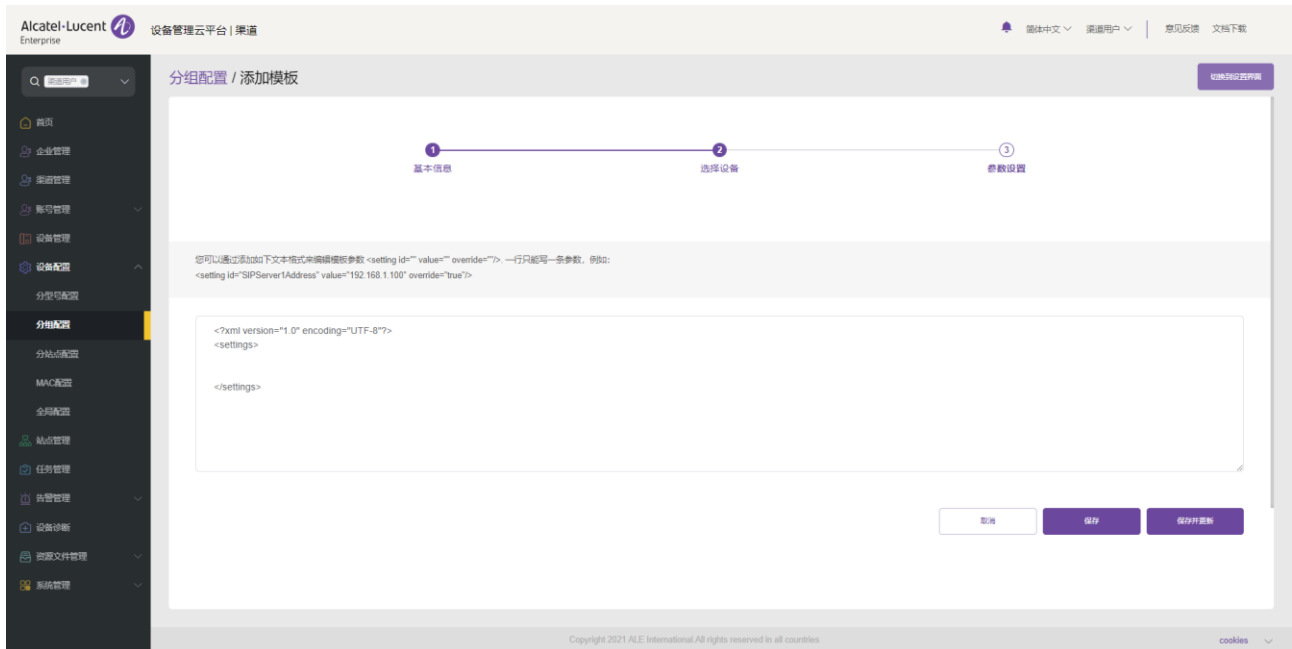 Alcatel·Lucent
Enterprise
设备管理云平台 | 渠道
简体中文
渠道用户
意见反馈
文档下载
渠道用户
首页
企业管理
渠道管理
账号管理
设备管理
设备配置
分型号配置
分组配置
分站点配置
MAC配置
全局配置
站点管理
任务管理
告警管理
设备诊断
资源文件管理
系统管理
分组配置 / 添加模板
切换到设置界面
1
2
3
基本信息
选择设备
参数设置
您可以通过添加如下文本格式来编辑模板参数 <setting id="" value="" override=""/>. 一行只能写一条参数，例如:
<setting id="SIPServer1Address" value="192.168.1.100" override="true"/>
<?xml version="1.0" encoding="UTF-8"?>
<settings>
</settings>
取消
保存
保存并更新
Copyright 2021 ALE International.All rights reserved in all countries
cookies